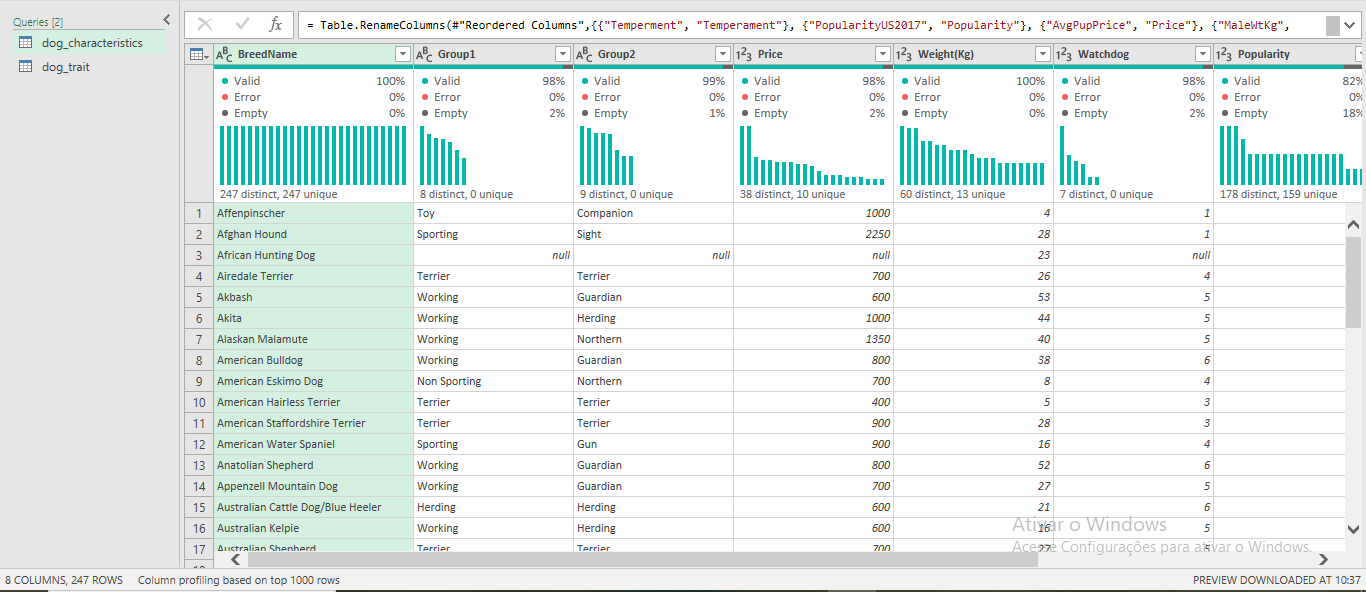 Queries [2]
dog_characteristics
dog_trait
= Table.RenameColumns(#"Reordered Columns",{{"Temperment", "Temperament"}, {"PopularityUS2017", "Popularity"}, {"AvgPupPrice", "Price"}, {"MaleWtKg",
BreedName Group1 Group2 Price Weight(Kg) Watchdog Popularity
Valid 100% Valid 98% Valid 99% Valid 98% Valid 100% Valid 98% Valid 82%
Error 0% Error 0% Error 0% Error 0% Error 0% Error 0% Error 0%
Empty 0% Empty 2% Empty 1% Empty 2% Empty 0% Empty 2% Empty 18%
247 distinct, 247 unique 8 distinct, 0 unique 9 distinct, 0 unique 38 distinct, 10 unique 60 distinct, 13 unique 7 distinct, 0 unique 178 distinct, 159 unique
1 Affenpinscher Toy Companion 1000 4 1
2 Afghan Hound Sporting Sight 2250 28 1
3 African Hunting Dog null null null 23 null
4 Airedale Terrier Terrier Terrier 700 26 4
5 Akbash Working Guardian 600 53 5
6 Akita Working Herding 1000 44 5
7 Alaskan Malamute Working Northern 1350 40 5
8 American Bulldog Working Guardian 800 38 6
9 American Eskimo Dog Non Sporting Northern 700 8 4
10 American Hairless Terrier Terrier Terrier 400 5 3
11 American Staffordshire Terrier Terrier Terrier 900 28 3
12 American Water Spaniel Sporting Gun 900 16 4
13 Anatolian Shepherd Working Guardian 800 52 6
14 Appenzell Mountain Dog Working Guardian 700 27 5
15 Australian Cattle Dog/Blue Heeler Herding Herding 600 21 6
16 Australian Kelpie Working Herding 600 16 5
17 Australian Shepherd Terrier Terrier 700 27 5
Ativar o Windows
Acesse Configurações para ativar o Windows.
8 COLUMNS, 247 ROWS Column profiling based on top 1000 rows PREVIEW DOWNLOADED AT 10:37